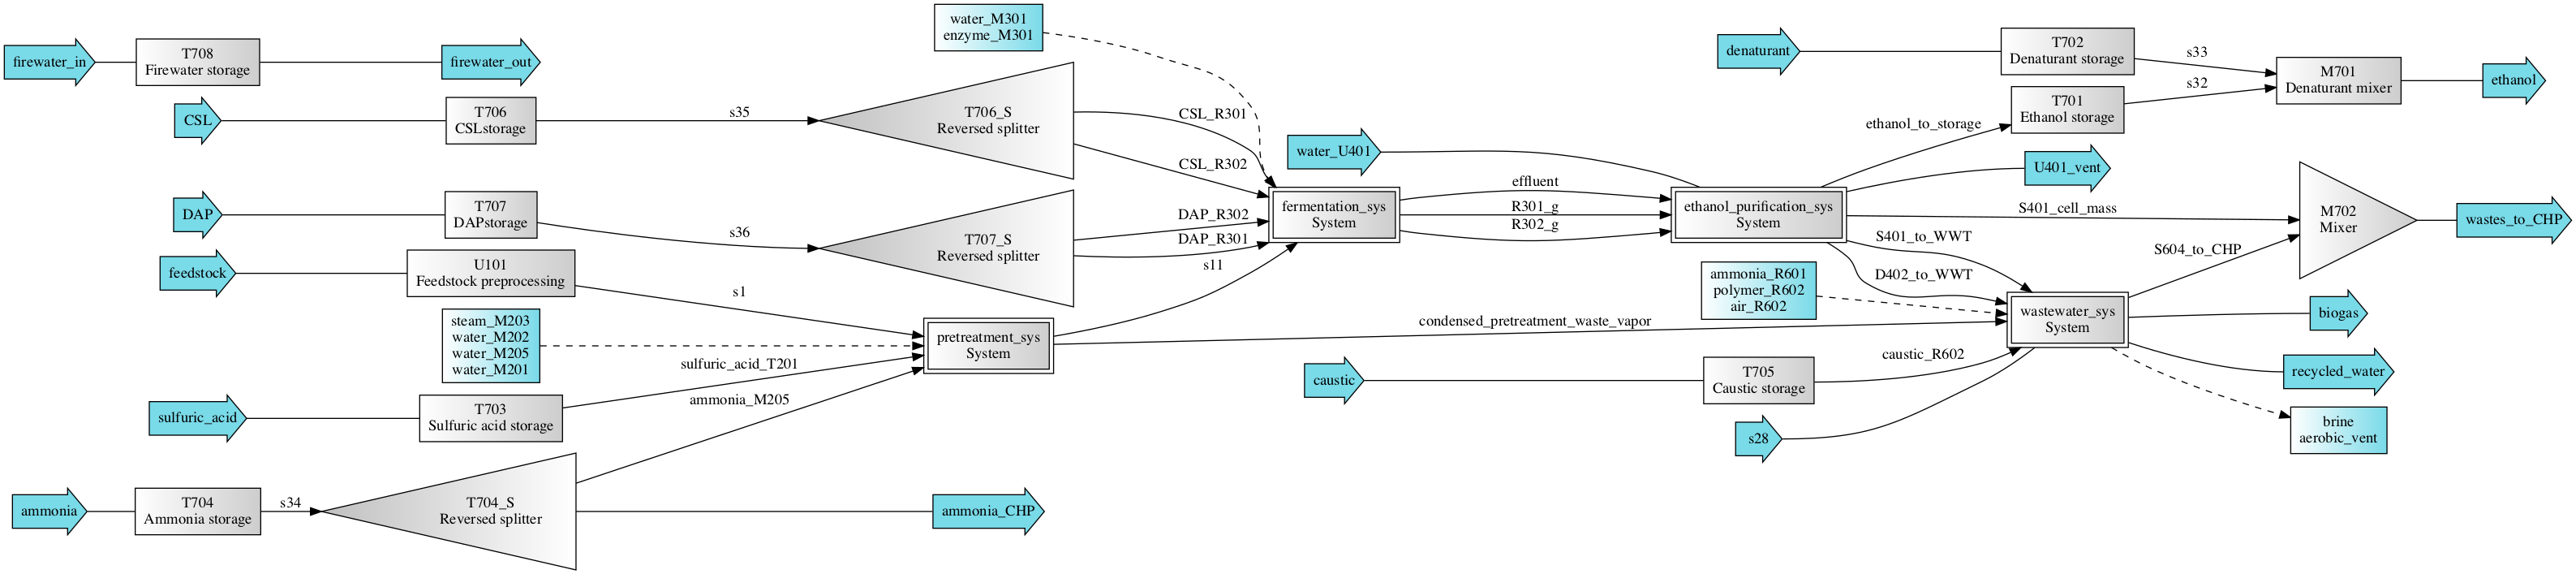 firewater_in
T708
Firewater storage
firewater_out
CSL
T706
CSLstorage
s35
T706_S
Reversed splitter
water_M301
enzyme_M301
CSL_R301
CSL_R302
DAP
T707
DAPstorage
s36
T707_S
Reversed splitter
DAP_R302
DAP_R301
s11
feedstock
U101
Feedstock preprocessing
s1
steam_M203
water_M202
water_M205
water_M201
pretreatment_sys
System
sulfuric_acid
T703
Sulfuric acid storage
sulfuric_acid_T201
ammonia_M205
ammonia
T704
Ammonia storage
s34
T704_S
Reversed splitter
ammonia_CHP
water_U401
fermentation_sys
System
effluent
R301_g
R302_g
ethanol_purification_sys
System
denaturant
T702
Denaturant storage
s33
T701
Ethanol storage
s32
M701
Denaturant mixer
ethanol
ethanol_to_storage
U401_vent
S401_cell_mass
S401_to_WWT
D402_to_WWT
M702
Mixer
wastes_to_CHP
S604_to_CHP
ammonia_R601
polymer_R602
air_R602
condensed_pretreatment_waste_vapor
wastewater_sys
System
biogas
recycled_water
brine
aerobic_vent
caustic
T705
Caustic storage
caustic_R602
s28